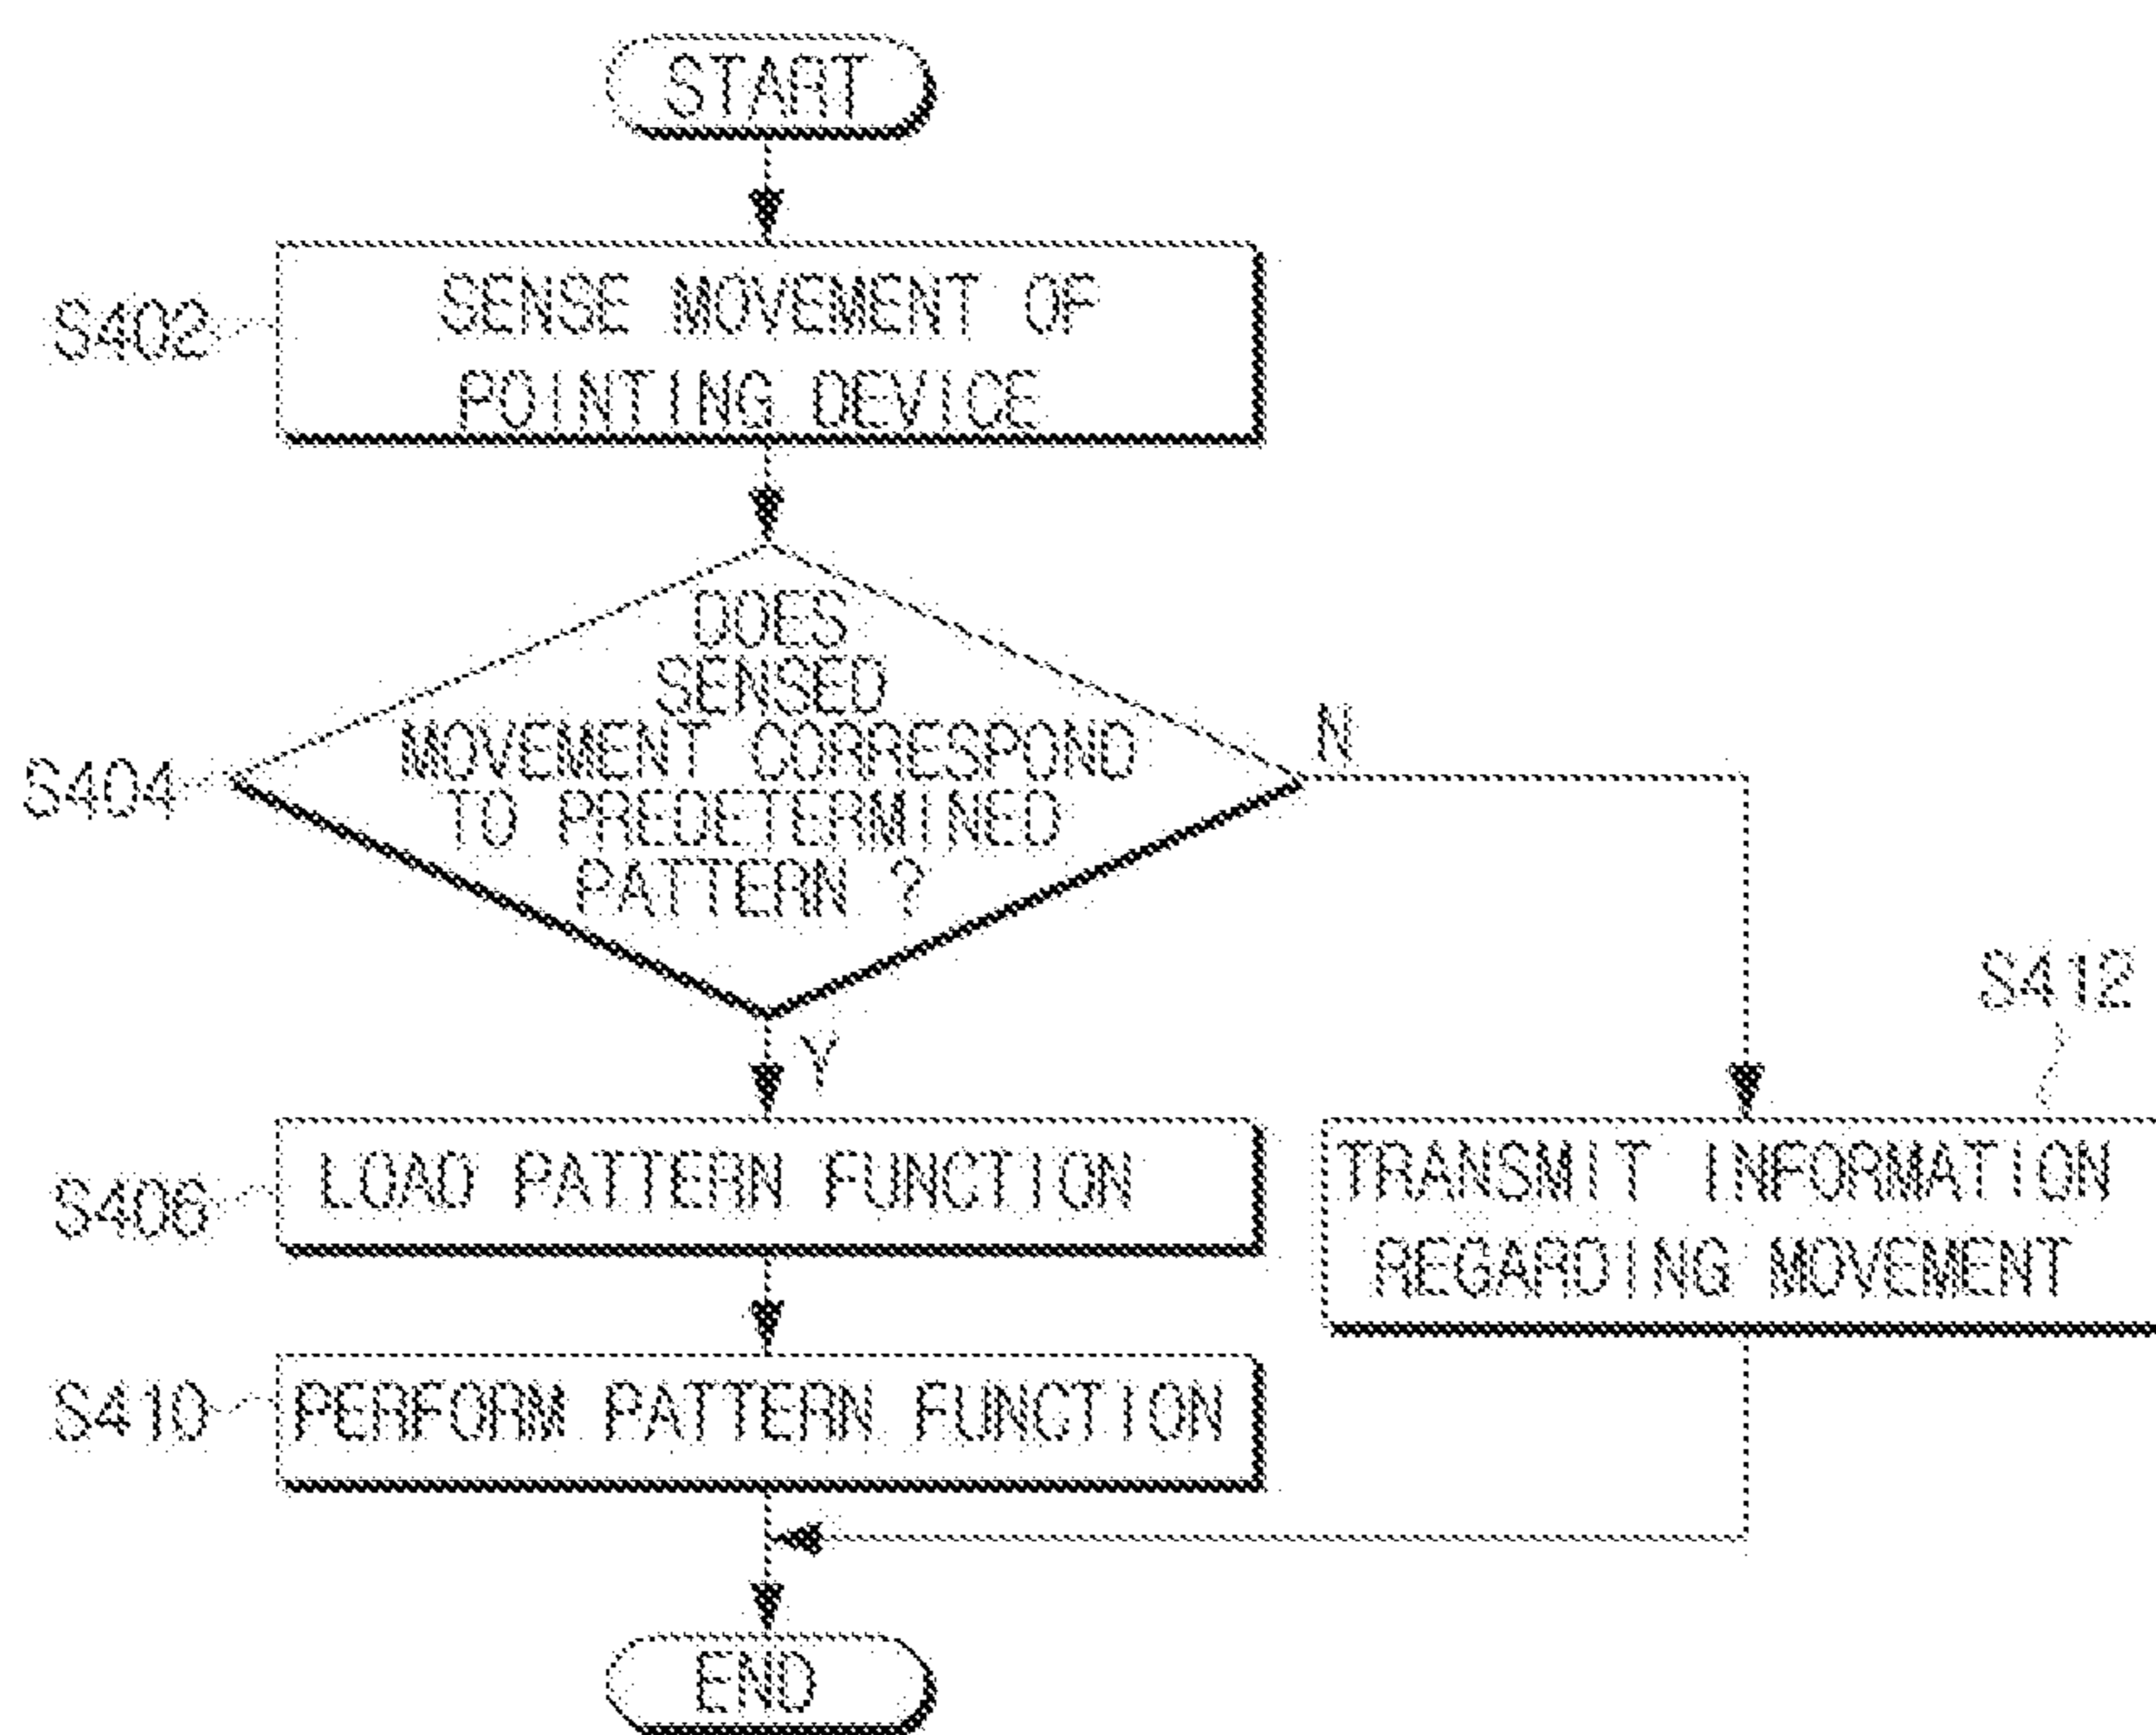 START
S402
SENSE MOVEMENT OF
POINTING DEVICE
DOES
SENSED
MOVEMENT CORRESPOND
TO PREDETERMINED
PATTERN ?
S404
N
Y
S412
S406
LOAD PATTERN FUNCTION
TRANSMIT INFORMATION
REGARDING MOVEMENT
S410
PERFORM PATTERN FUNCTION
END